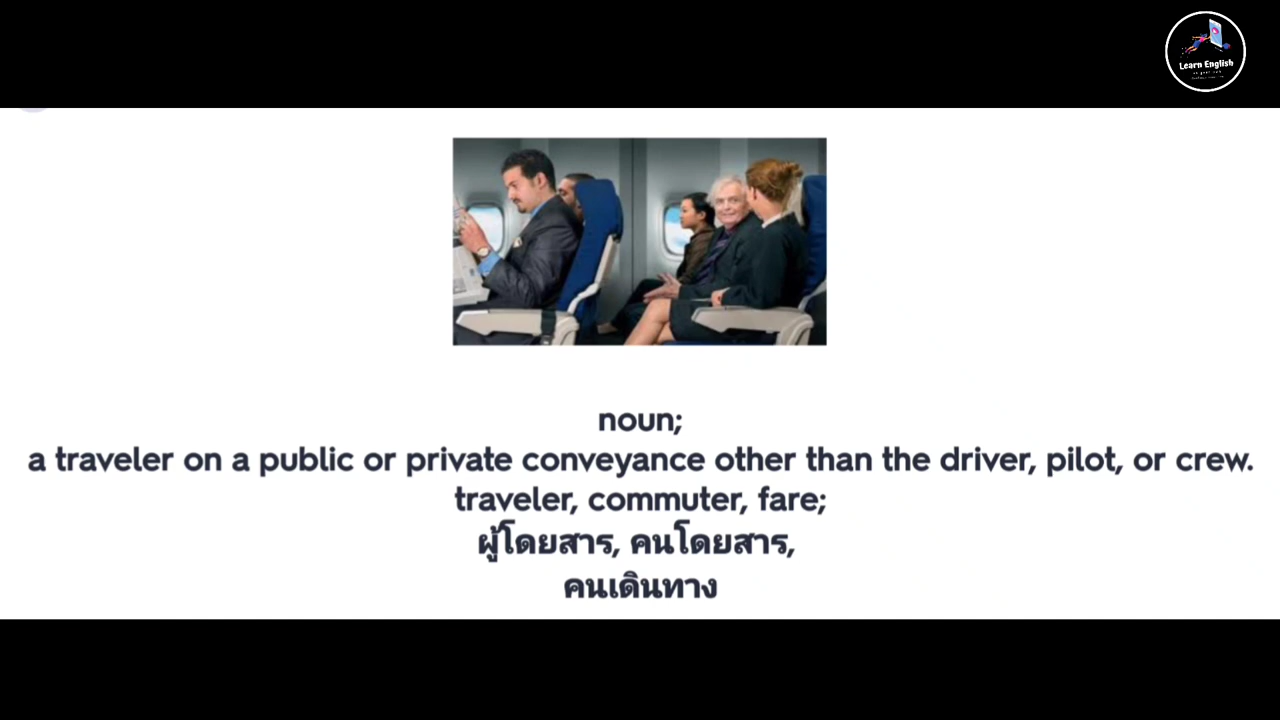 Learn English
noun;
a traveler on a public or private conveyance other than the driver, pilot, or crew.
traveler, commuter, fare;
ผู้โดยสาร, คนโดยสาร,
คนเดินทาง